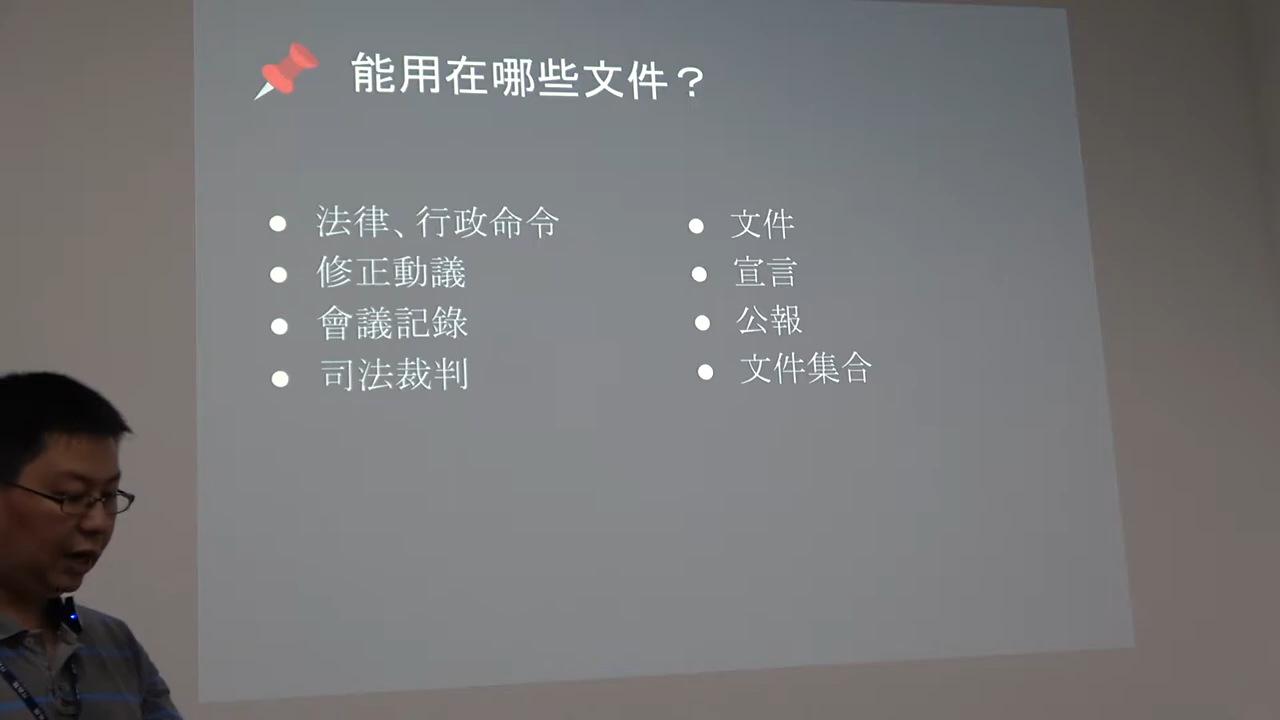 能用在哪些文件？
法律、行政命令
修正動議
會議記錄
司法裁判
文件
宣言
公報
文件集合